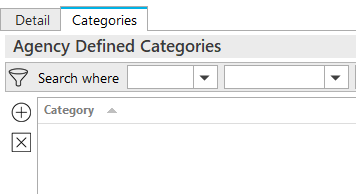 Detail Categories
Agency Defined Categories
Search where
Category